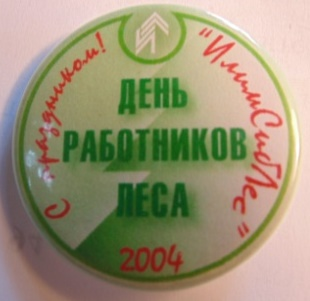 С праздником!
"ИлимСибЛес"
ДЕНЬ
РАБОТНИКОВ
ЛЕСА
2004